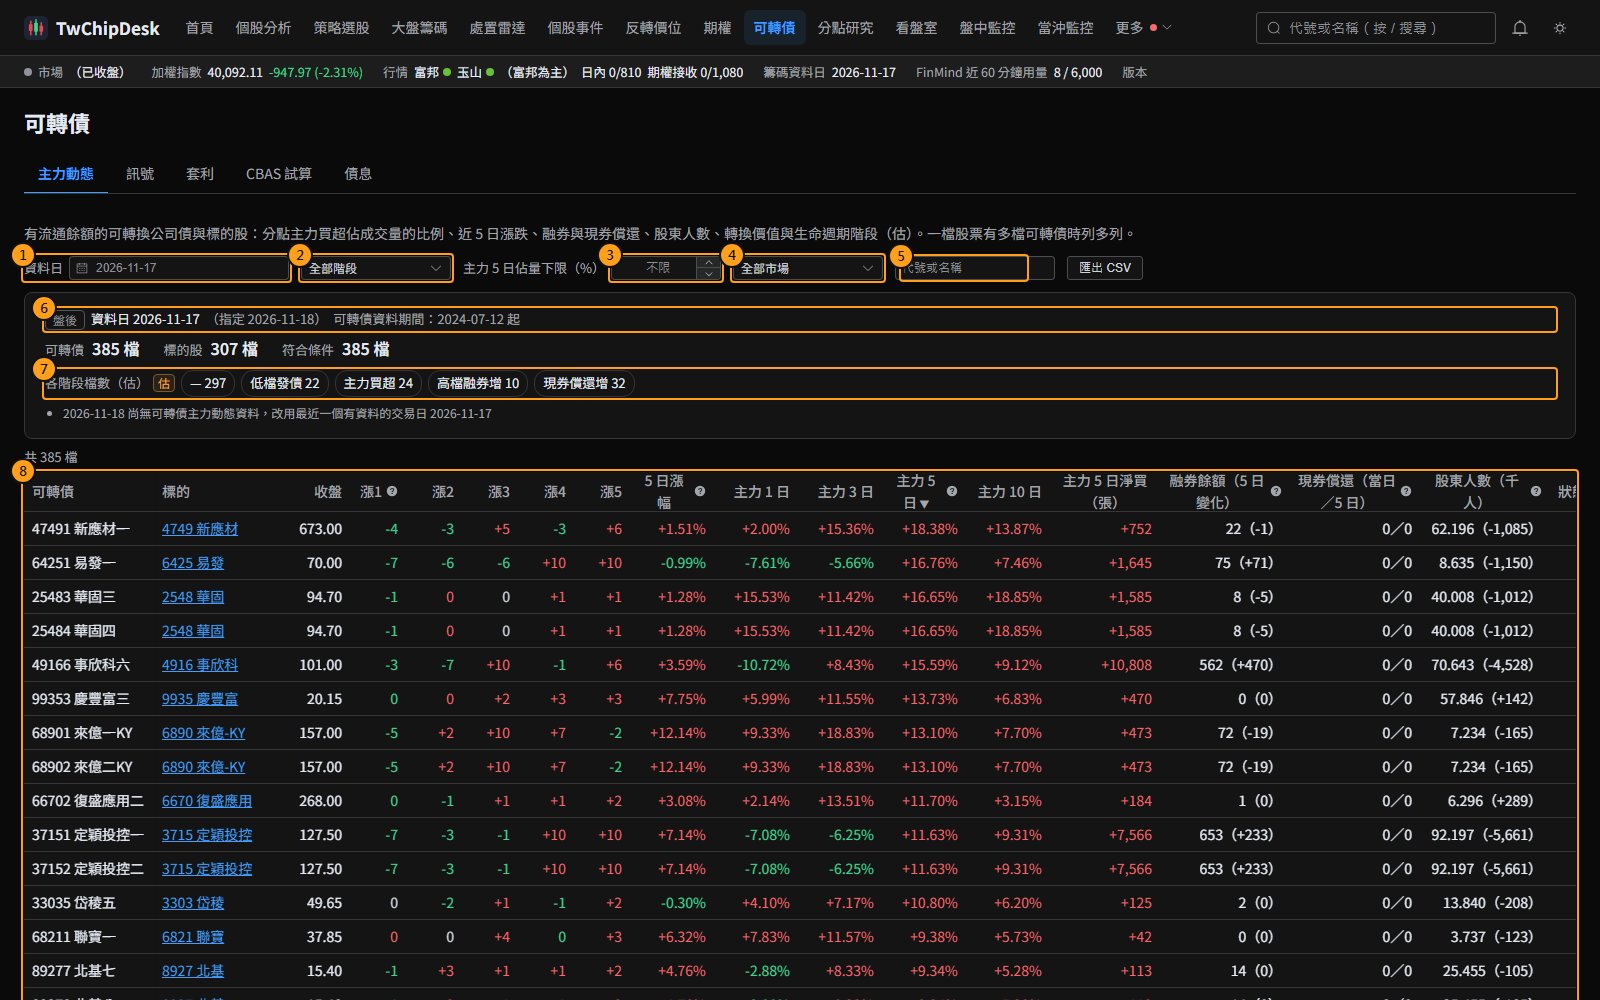 TwChipDesk 首頁 個股分析 策略選股 大盤籌碼 處置雷達 個股事件 反轉價位 期權 可轉債 分點研究 看盤室 盤中監控 當沖監控 更多 代號或名稱（按 / 搜尋）
市場 （已收盤） 加權指數 40,092.11 -947.97 (-2.31%) 行情 富邦 玉山 （富邦為主） 日內 0/810 期權接收 0/1,080 籌碼資料日 2026-11-17 FinMind 近 60 分鐘用量 8 / 6,000 版本
可轉債
主力動態 訊號 套利 CBAS 試算 債息
有流通餘額的可轉換公司債與標的股：分點主力買超佔成交量的比例、近 5 日漲跌、融券與現券償還、股東人數、轉換價值與生命週期階段（估）。一檔股票有多檔可轉債時列多列。
1 2 3 4 5
資料日 2026-11-17 全部階段 主力 5 日佔量下限（%） 不限 全部市場 代號或名稱 匯出 CSV
6
盤後 資料日 2026-11-17 （指定 2026-11-18） 可轉債資料期間：2024-07-12 起
可轉債 385 檔 標的股 307 檔 符合條件 385 檔
7
各階段檔數（估） 估 — 297 低檔發債 22 主力買超 24 高檔融券增 10 現券償還增 32
2026-11-18 尚無可轉債主力動態資料，改用最近一個有資料的交易日 2026-11-17
共 385 檔
8
可轉債 標的 收盤 漲1 漲2 漲3 漲4 漲5 5 日漲幅 主力 1 日 主力 3 日 主力 5 日▼ 主力 10 日 主力 5 日淨買（張） 融券餘額（5 日變化） 現券償還（當日／5 日） 股東人數（千人）
47491 新應材一 4749 新應材 673.00 -4 -3 +5 -3 +6 +1.51% +2.00% +15.36% +18.38% +13.87% +752 22（-1） 0／0 62.196（-1,085）
64251 易發一 6425 易發 70.00 -7 -6 -6 +10 +10 -0.99% -7.61% -5.66% +16.76% +7.46% +1,645 75（+71） 0／0 8.635（-1,150）
25483 華固三 2548 華固 94.70 -1 0 0 +1 +1 +1.28% +15.53% +11.42% +16.65% +18.85% +1,585 8（-5） 0／0 40.008（-1,012）
25484 華固四 2548 華固 94.70 -1 0 0 +1 +1 +1.28% +15.53% +11.42% +16.65% +18.85% +1,585 8（-5） 0／0 40.008（-1,012）
49166 事欣科六 4916 事欣科 101.00 -3 -7 +10 -1 +6 +3.59% -10.72% +8.43% +15.59% +9.12% +10,808 562（+470） 0／0 70.643（-4,528）
99353 慶豐富三 9935 慶豐富 20.15 0 0 +2 +3 +3 +7.75% +5.99% +11.55% +13.73% +6.83% +470 0（0） 0／0 57.846（+142）
68901 來億一KY 6890 來億-KY 157.00 -5 +2 +10 +7 -2 +12.14% +9.33% +18.83% +13.10% +7.70% +473 72（-19） 0／0 7.234（-165）
68902 來億二KY 6890 來億-KY 157.00 -5 +2 +10 +7 -2 +12.14% +9.33% +18.83% +13.10% +7.70% +473 72（-19） 0／0 7.234（-165）
66702 復盛應用二 6670 復盛應用 268.00 0 -1 +1 +1 +2 +3.08% +2.14% +13.51% +11.70% +3.15% +184 1（0） 0／0 6.296（+289）
37151 定穎投控一 3715 定穎投控 127.50 -7 -3 -1 +10 +10 +7.14% -7.08% -6.25% +11.63% +9.31% +7,566 653（+233） 0／0 92.197（-5,661）
37152 定穎投控二 3715 定穎投控 127.50 -7 -3 -1 +10 +10 +7.14% -7.08% -6.25% +11.63% +9.31% +7,566 653（+233） 0／0 92.197（-5,661）
33035 岱稜五 3303 岱稜 49.65 0 -2 +1 -1 +2 -0.30% +4.10% +7.17% +10.80% +6.20% +125 2（0） 0／0 13.840（-208）
68211 聯寶一 6821 聯寶 37.85 0 0 +4 0 +3 +6.32% +7.83% +11.57% +9.38% +5.73% +42 0（0） 0／0 3.737（-123）
89277 北基七 8927 北基 15.40 -1 +3 +1 +1 +2 +4.76% -2.88% +8.33% +9.34% +5.28% +113 14（0） 0／0 25.455（-105）